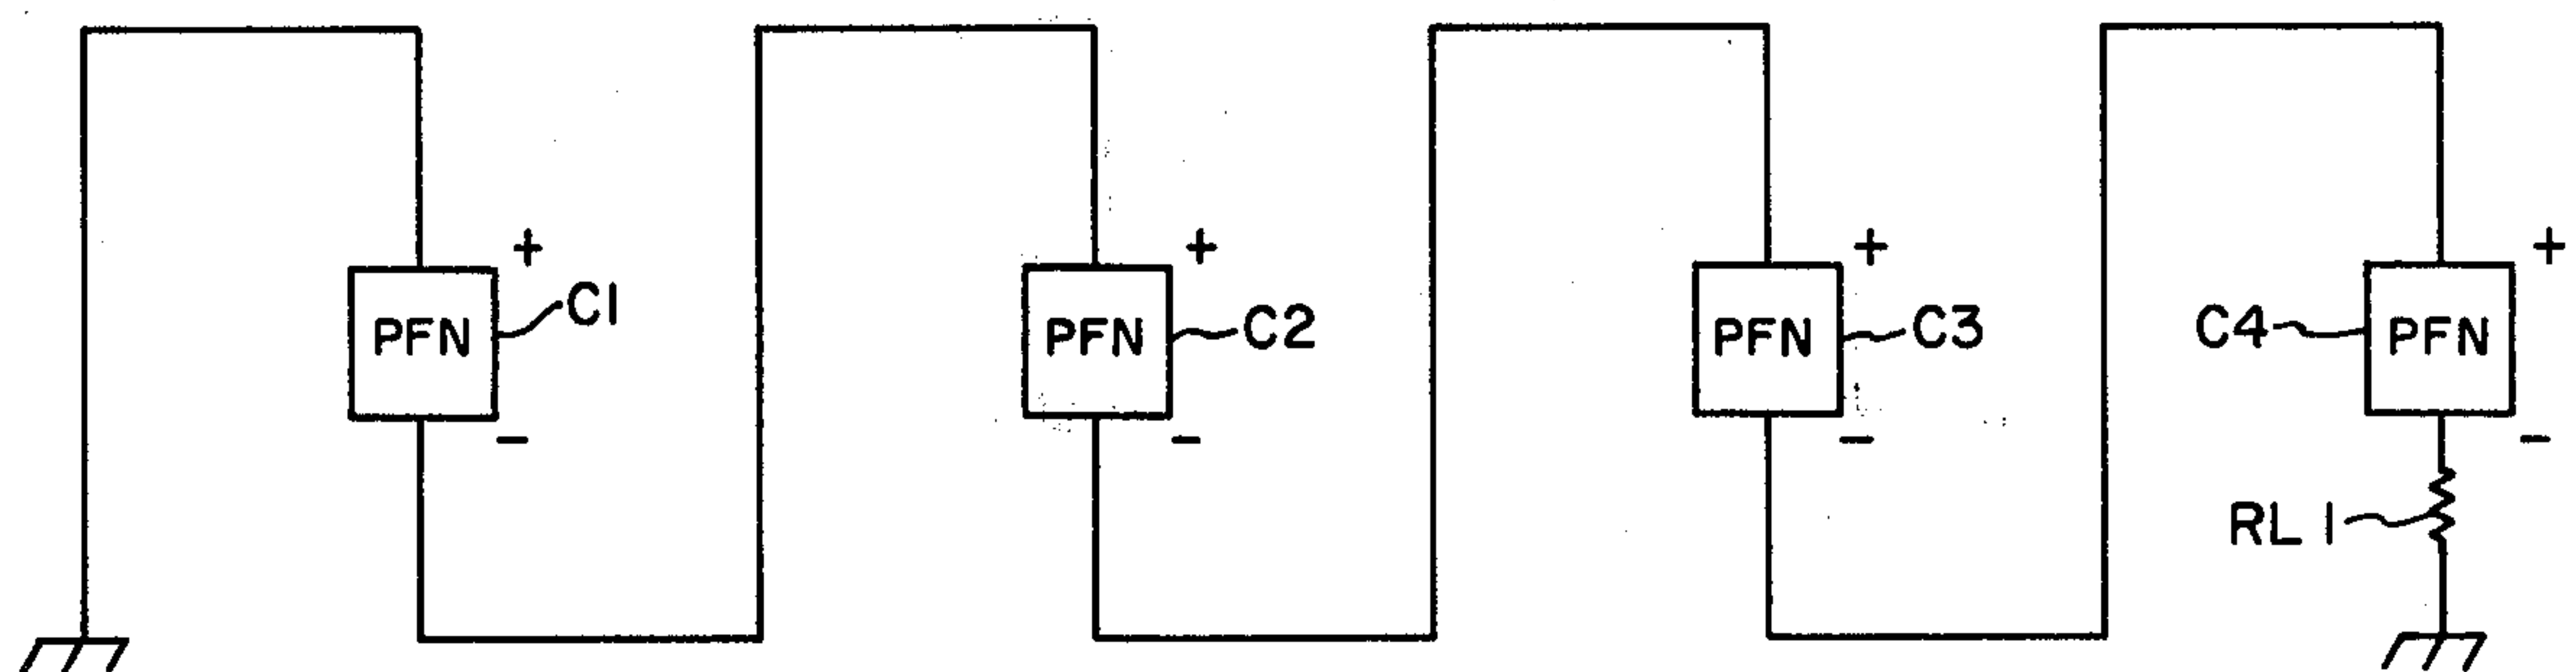 + + + +
PFN C1 PFN C2 PFN C3 C4 PFN
- - - -
RL 1